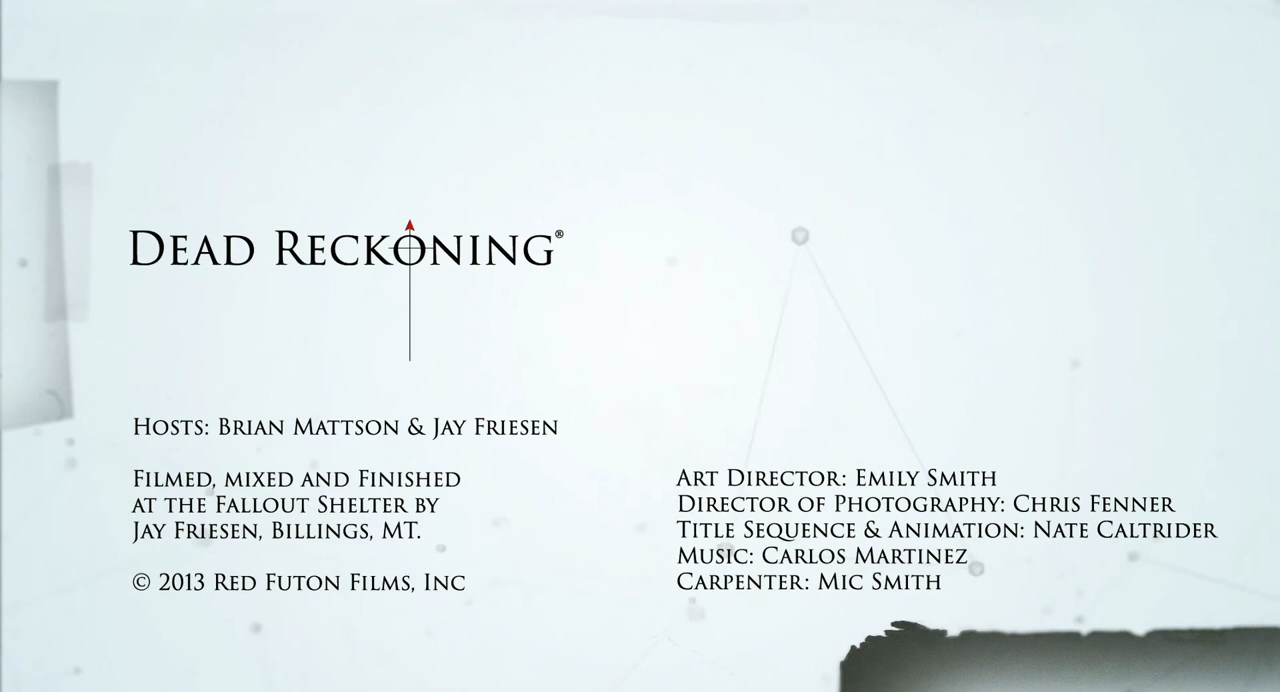 Dead Reckoning®
Hosts: Brian Mattson & Jay Friesen
Filmed, mixed and Finished
at the Fallout Shelter by
Jay Friesen, Billings, MT.
© 2013 Red Futon Films, Inc
Art Director: Emily Smith
Director of Photography: Chris Fenner
Title Sequence & Animation: Nate Caltrider
Music: Carlos Martinez
Carpenter: Mic Smith